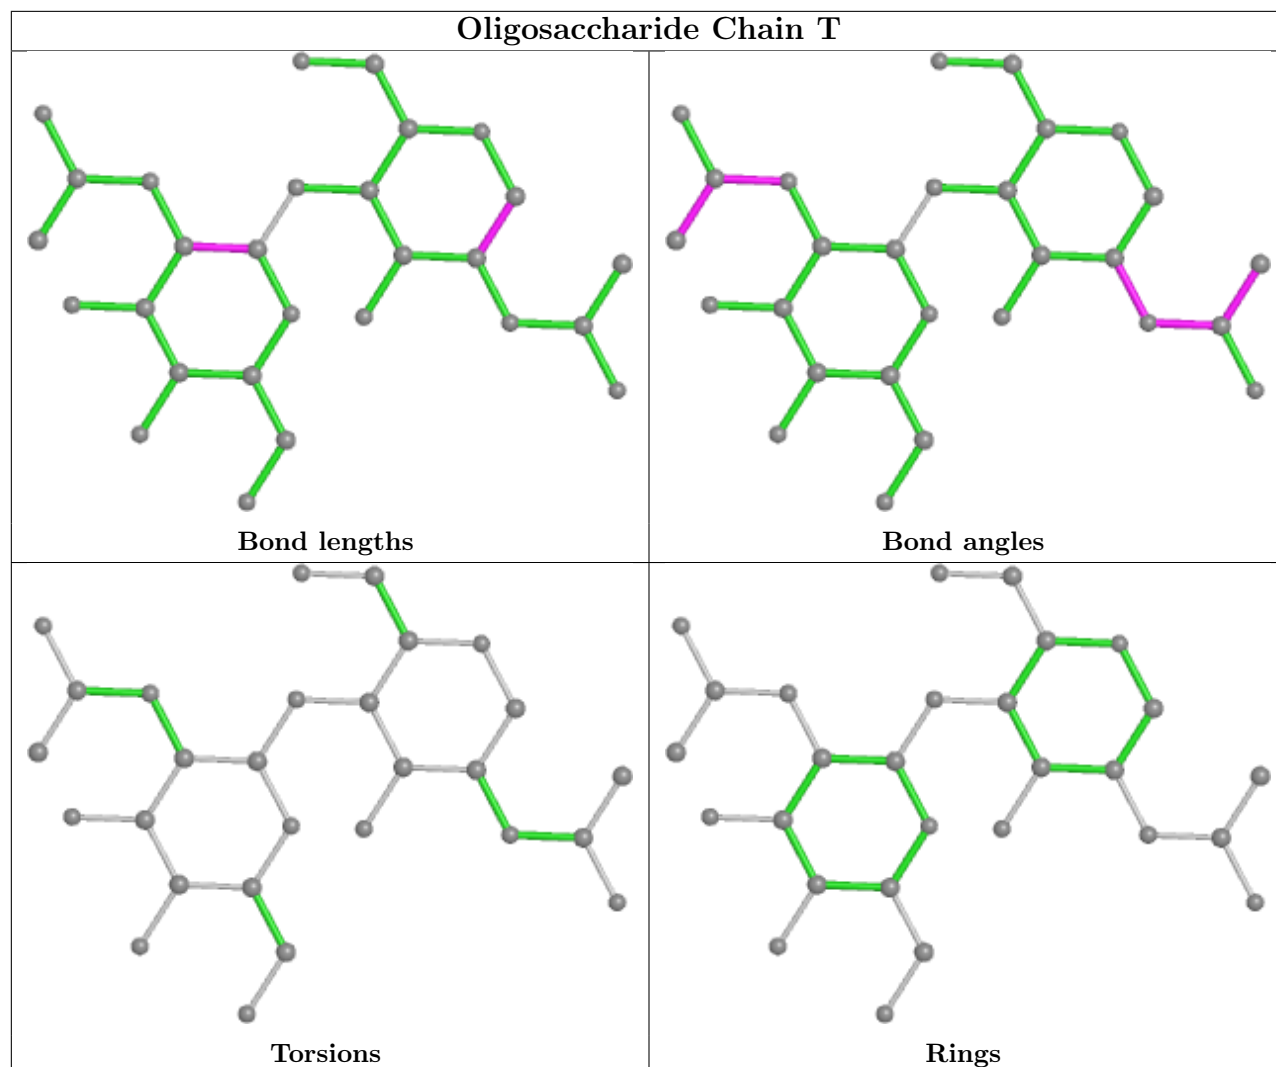 Oligosaccharide Chain T
Bond lengths
Bond angles
Torsions
Rings